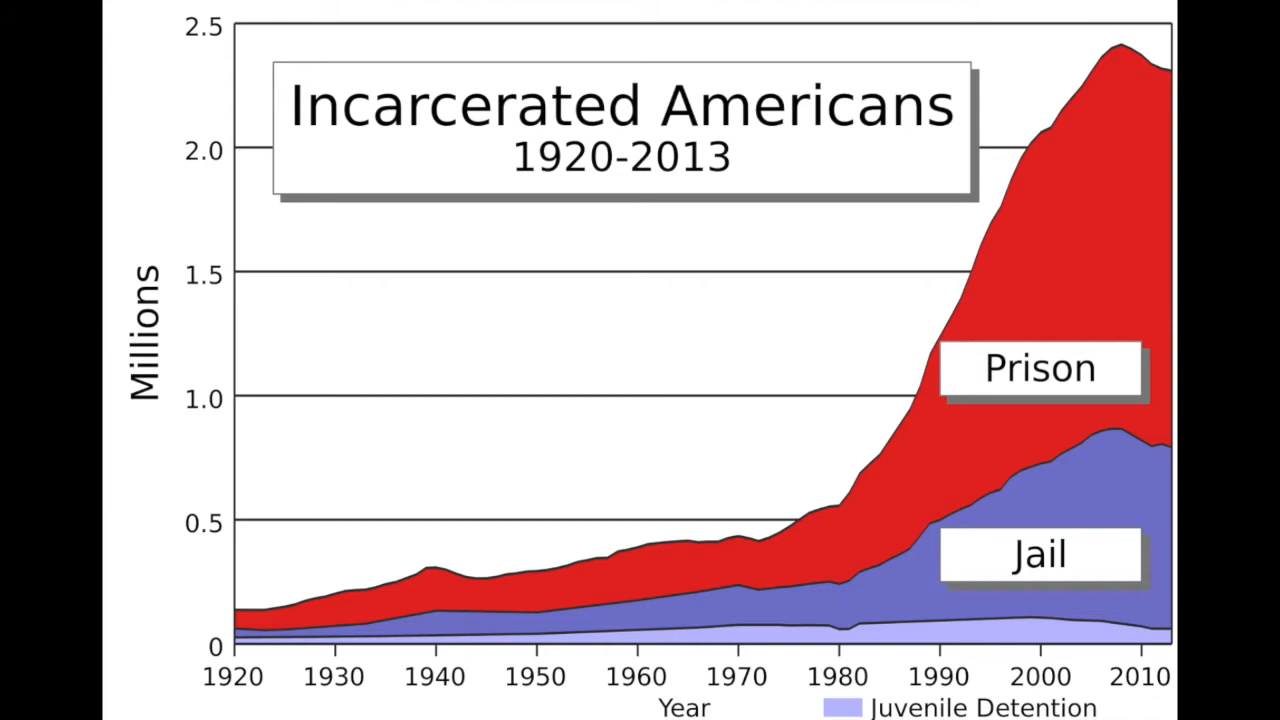 Incarcerated Americans
1920-2013
2.5
2.0
1.5
1.0
0.5
0
Millions
Prison
Jail
1920 1930 1940 1950 1960 1970 1980 1990 2000 2010
Year
Juvenile Detention